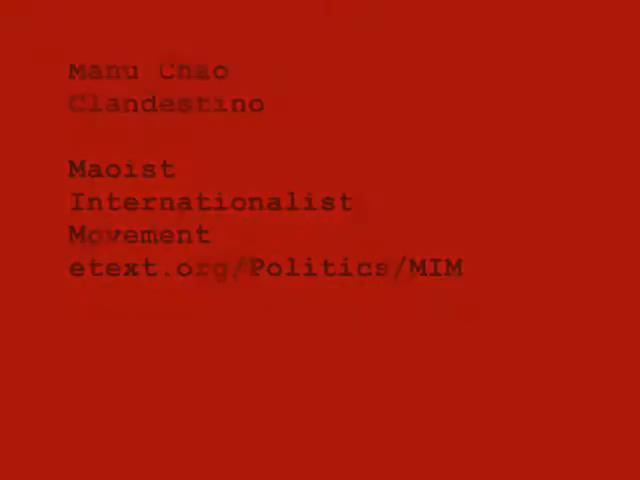 Manu Chao
Clandestino
Maoist
Internationalist
Movement
etext.org/Politics/MIM